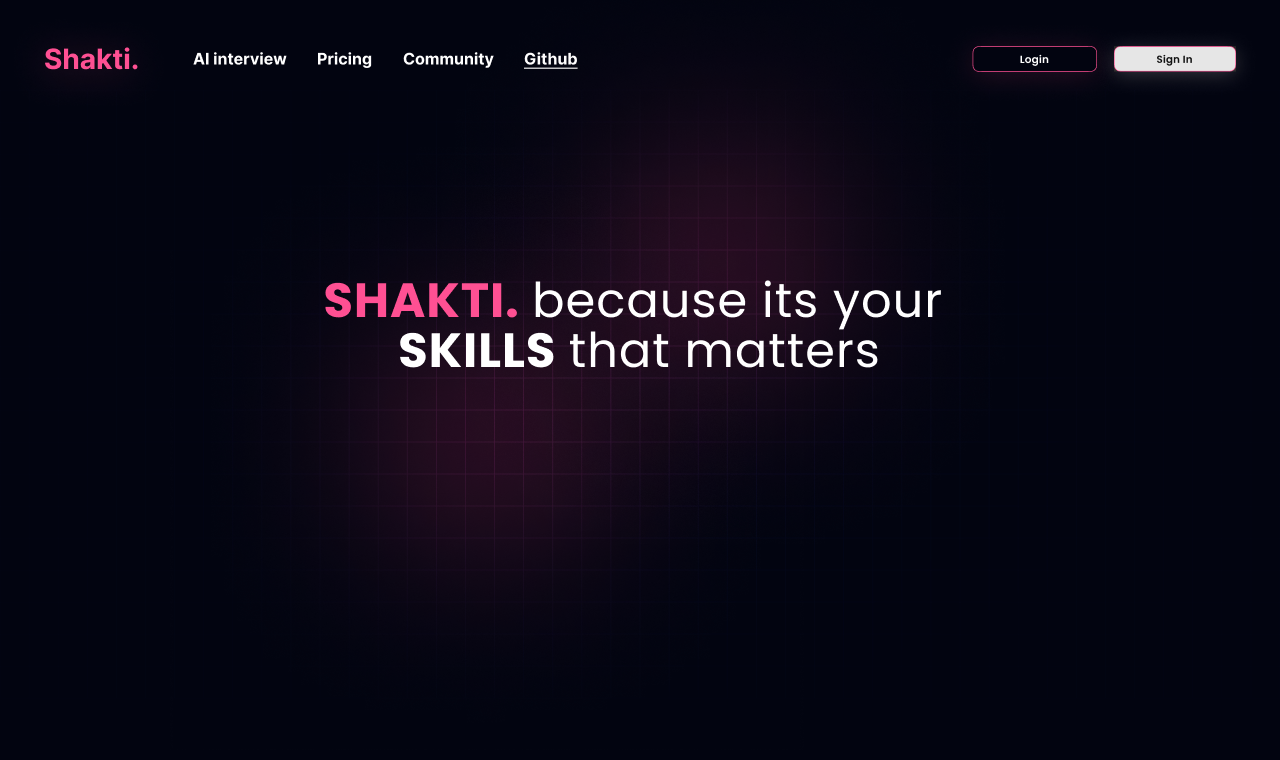 Shakti. AI interview Pricing Community Github Login Sign In
SHAKTI. because its your
SKILLS that matters